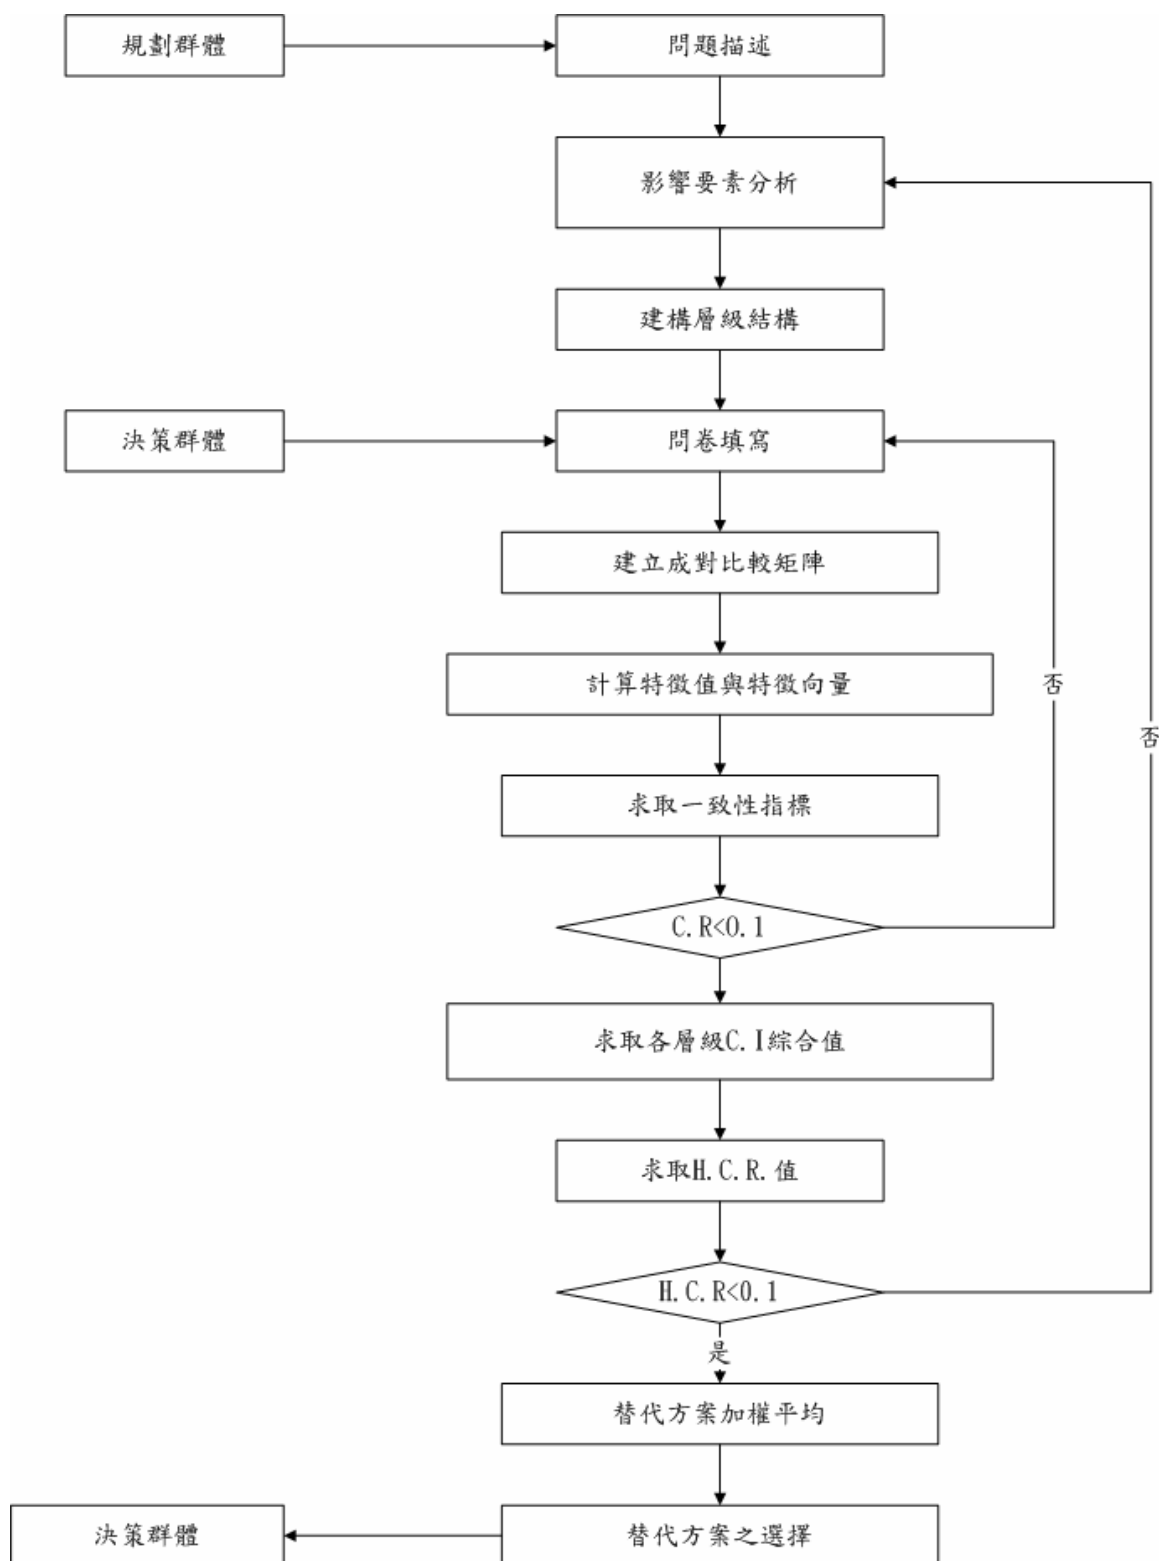 規劃群體
問題描述
影響要素分析
建構層級結構
決策群體
問卷填寫
建立成對比較矩陣
計算特徵值與特徵向量
否
否
求取一致性指標
C.R<0.1
求取各層級C.I綜合值
求取H.C.R.值
H.C.R<0.1
是
替代方案加權平均
決策群體
替代方案之選擇